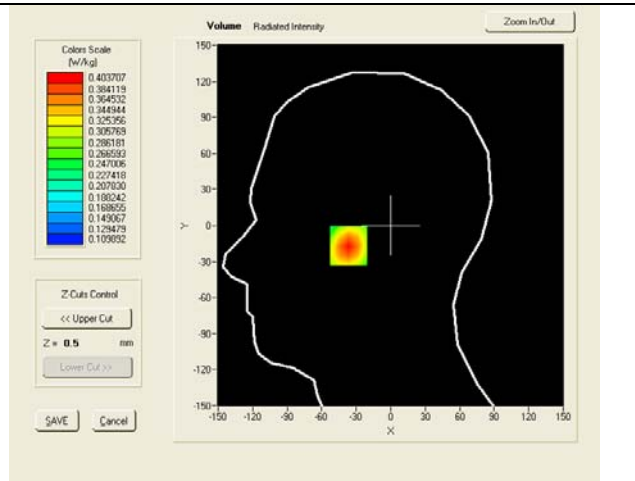 Volume Radiated Intensity
Zoom In/Out
Colors Scale
(W/kg)
0.403707
0.384119
0.364532
0.344944
0.325356
0.305769
0.286181
0.266593
0.247006
0.227418
0.207830
0.188242
0.168655
0.149067
0.129479
0.109892
Z-Cuts Control
<< Upper Cut
Z = 0.5 mm
Lower Cut >>
SAVE Cancel
150-
120-
90-
60-
30-
0-
-30-
-60-
-90-
-120-
-150-
Y
-150 -120 -90 -60 -30 0 30 60 90 120 150
X